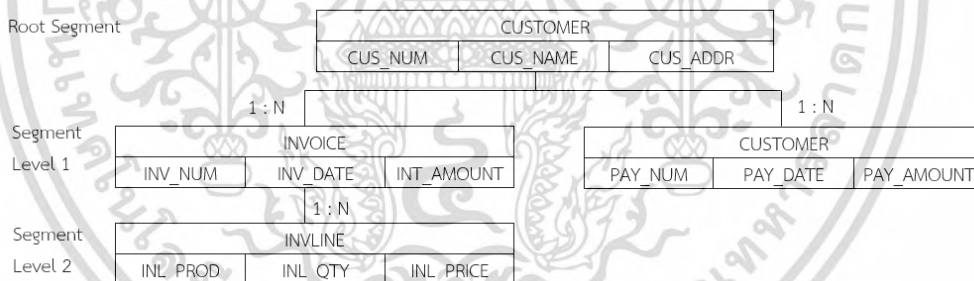 Root Segment
CUSTOMER
CUS_NUM CUS_NAME CUS_ADDR
1 : N 1 : N
Segment
Level 1
INVOICE
INV_NUM INV_DATE INT_AMOUNT
CUSTOMER
PAY_NUM PAY_DATE PAY_AMOUNT
1 : N
Segment
Level 2
INVLINE
INL_PROD INL_QTY INL_PRICE